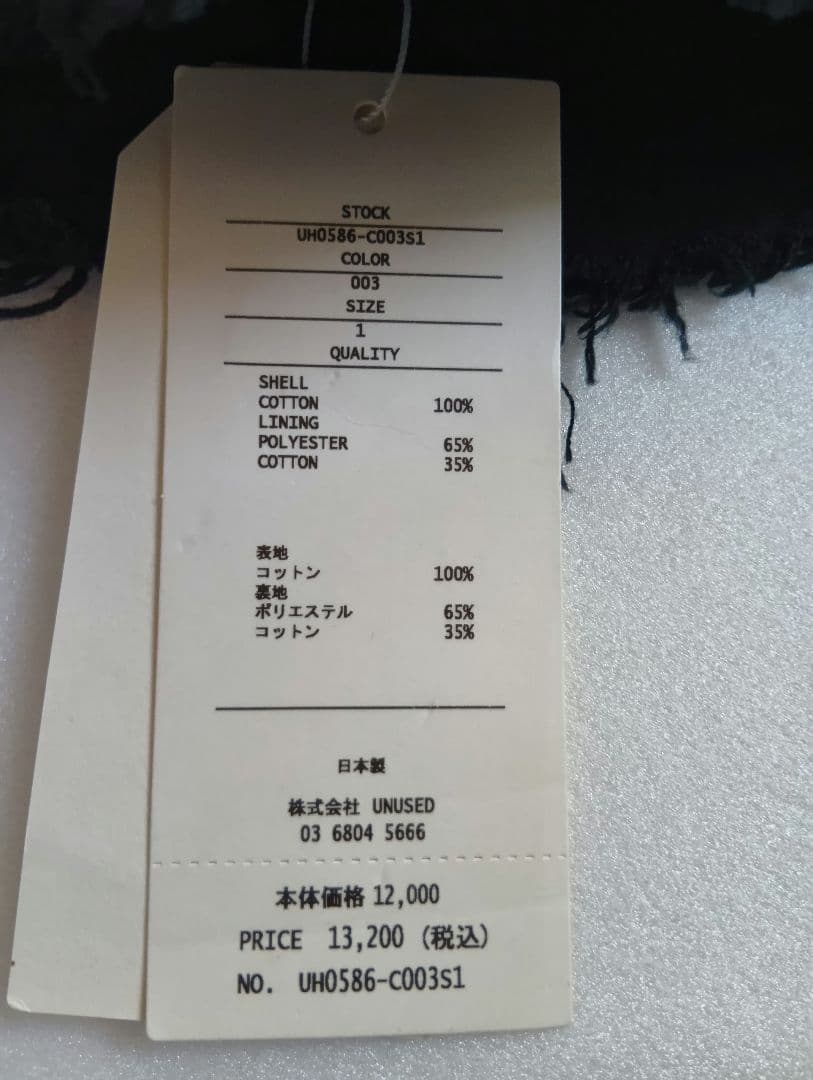 STOCK
UH0586-C003S1
COLOR
003
SIZE
1
QUALITY
SHELL
COTTON 100%
LINING
POLYESTER 65%
COTTON 35%
表地
コットン 100%
裏地
ポリエステル 65%
コットン 35%
日本製
株式会社 UNUSED
03 6804 5666
本体価格 12,000
PRICE 13,200 (税込)
NO. UH0586-C003S1